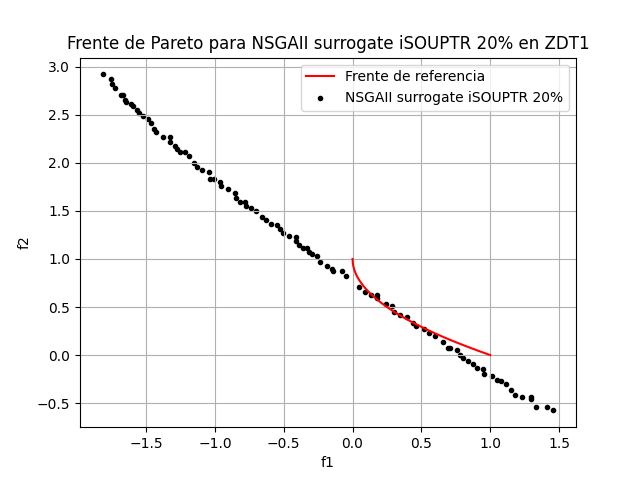 Frente de Pareto para NSGAII surrogate iSOUPTR 20% en ZDT1
Frente de referencia
NSGAII surrogate iSOUPTR 20%
f2
3.0
2.5
2.0
1.5
1.0
0.5
0.0
−0.5
−1.5 −1.0 −0.5 0.0 0.5 1.0 1.5
f1